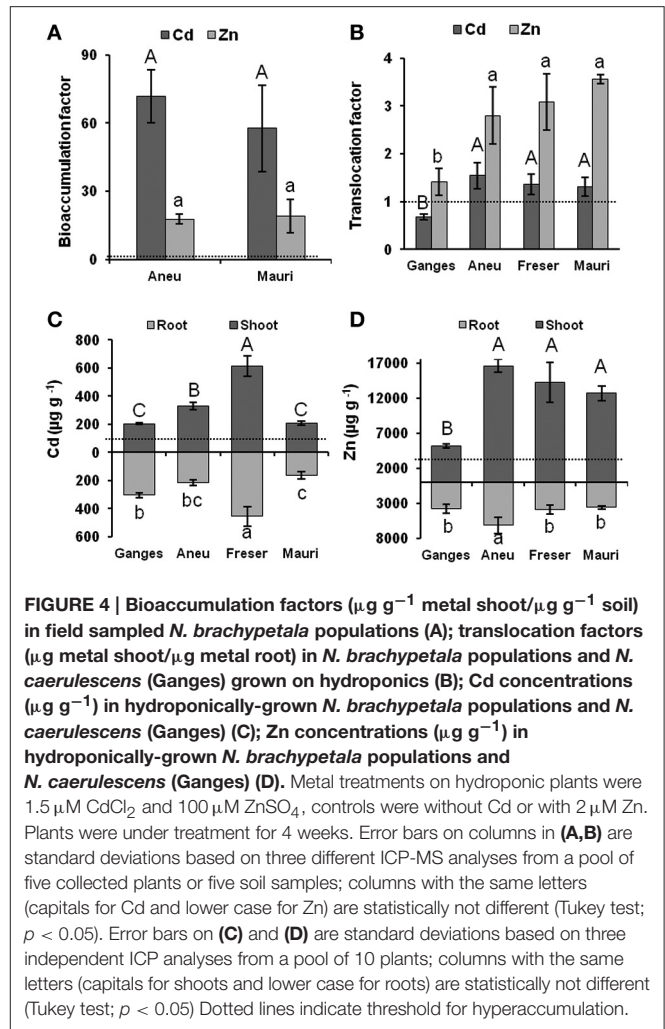 A
Cd Zn
90
60
30
0
Bioaccumulation factor
A A
a a
Aneu Mauri
B
Cd Zn
4
3
2
1
0
Translocation factor
B b A a A a A a
Ganges Aneu Freser Mauri
C
Root Shoot
800
600
400
200
0
200
400
600
Cd (µg g⁻¹)
C B A C
b bc a c
Ganges Aneu Freser Mauri
D
Root Shoot
17000
12000
7000
2000
3000
8000
Zn (µg g⁻¹)
B A A A
b a b b
Ganges Aneu Freser Mauri
FIGURE 4 | Bioaccumulation factors (µg g⁻¹ metal shoot/µg g⁻¹ soil)
in field sampled N. brachypetala populations (A); translocation factors
(µg metal shoot/µg metal root) in N. brachypetala populations and N.
caerulescens (Ganges) grown on hydroponics (B); Cd concentrations
(µg g⁻¹) in hydroponically-grown N. brachypetala populations and N.
caerulescens (Ganges) (C); Zn concentrations (µg g⁻¹) in
hydroponically-grown N. brachypetala populations and
N. caerulescens (Ganges) (D). Metal treatments on hydroponic plants were
1.5 µM CdCl₂ and 100 µM ZnSO₄, controls were without Cd or with 2 µM Zn.
Plants were under treatment for 4 weeks. Error bars on columns in (A,B) are
standard deviations based on three different ICP-MS analyses from a pool of
five collected plants or five soil samples; columns with the same letters
(capitals for Cd and lower case for Zn) are statistically not different (Tukey test;
p < 0.05). Error bars on (C) and (D) are standard deviations based on three
independent ICP analyses from a pool of 10 plants; columns with the same
letters (capitals for shoots and lower case for roots) are statistically not different
(Tukey test; p < 0.05) Dotted lines indicate threshold for hyperaccumulation.